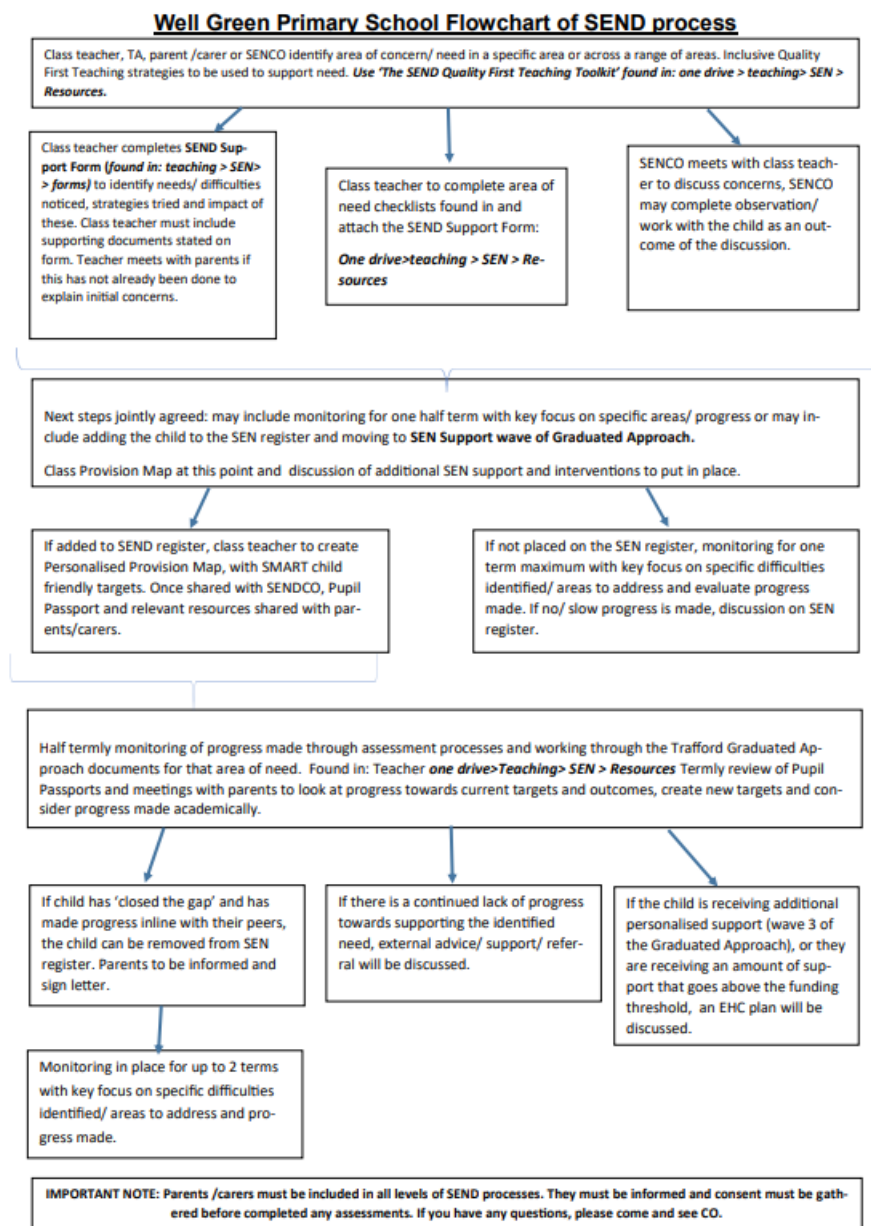 Well Green Primary School Flowchart of SEND process
Class teacher, TA, parent /carer or SENCO identify area of concern/ need in a specific area or across a range of areas. Inclusive Quality
First Teaching strategies to be used to support need. Use ‘The SEND Quality First Teaching Toolkit’ found in: one drive > teaching> SEN >
Resources.
Class teacher completes SEND Sup-
port Form (found in: teaching > SEN>
> forms) to identify needs/ difficulties
noticed, strategies tried and impact of
these. Class teacher must include
supporting documents stated on
form. Teacher meets with parents if
this has not already been done to
explain initial concerns.
Class teacher to complete area of
need checklists found in and
attach the SEND Support Form:
One drive>teaching > SEN > Re-
sources
SENCO meets with class teach-
er to discuss concerns, SENCO
may complete observation/
work with the child as an out-
come of the discussion.
Next steps jointly agreed: may include monitoring for one half term with key focus on specific areas/ progress or may in-
clude adding the child to the SEN register and moving to SEN Support wave of Graduated Approach.
Class Provision Map at this point and discussion of additional SEN support and interventions to put in place.
If added to SEND register, class teacher to create
Personalised Provision Map, with SMART child
friendly targets. Once shared with SENDCO, Pupil
Passport and relevant resources shared with par-
ents/carers.
If not placed on the SEN register, monitoring for one
term maximum with key focus on specific difficulties
identified/ areas to address and evaluate progress
made. If no/ slow progress is made, discussion on SEN
register.
Half termly monitoring of progress made through assessment processes and working through the Trafford Graduated Ap-
proach documents for that area of need. Found in: Teacher one drive>Teaching> SEN > Resources Termly review of Pupil
Passports and meetings with parents to look at progress towards current targets and outcomes, create new targets and con-
sider progress made academically.
If child has ‘closed the gap’ and has
made progress inline with their peers,
the child can be removed from SEN
register. Parents to be informed and
sign letter.
If there is a continued lack of progress
towards supporting the identified
need, external advice/ support/ refer-
ral will be discussed.
If the child is receiving additional
personalised support (wave 3 of
the Graduated Approach), or they
are receiving an amount of sup-
port that goes above the funding
threshold, an EHC plan will be
discussed.
Monitoring in place for up to 2 terms
with key focus on specific difficulties
identified/ areas to address and pro-
gress made.
IMPORTANT NOTE: Parents /carers must be included in all levels of SEND processes. They must be informed and consent must be gath-
ered before completed any assessments. If you have any questions, please come and see CO.